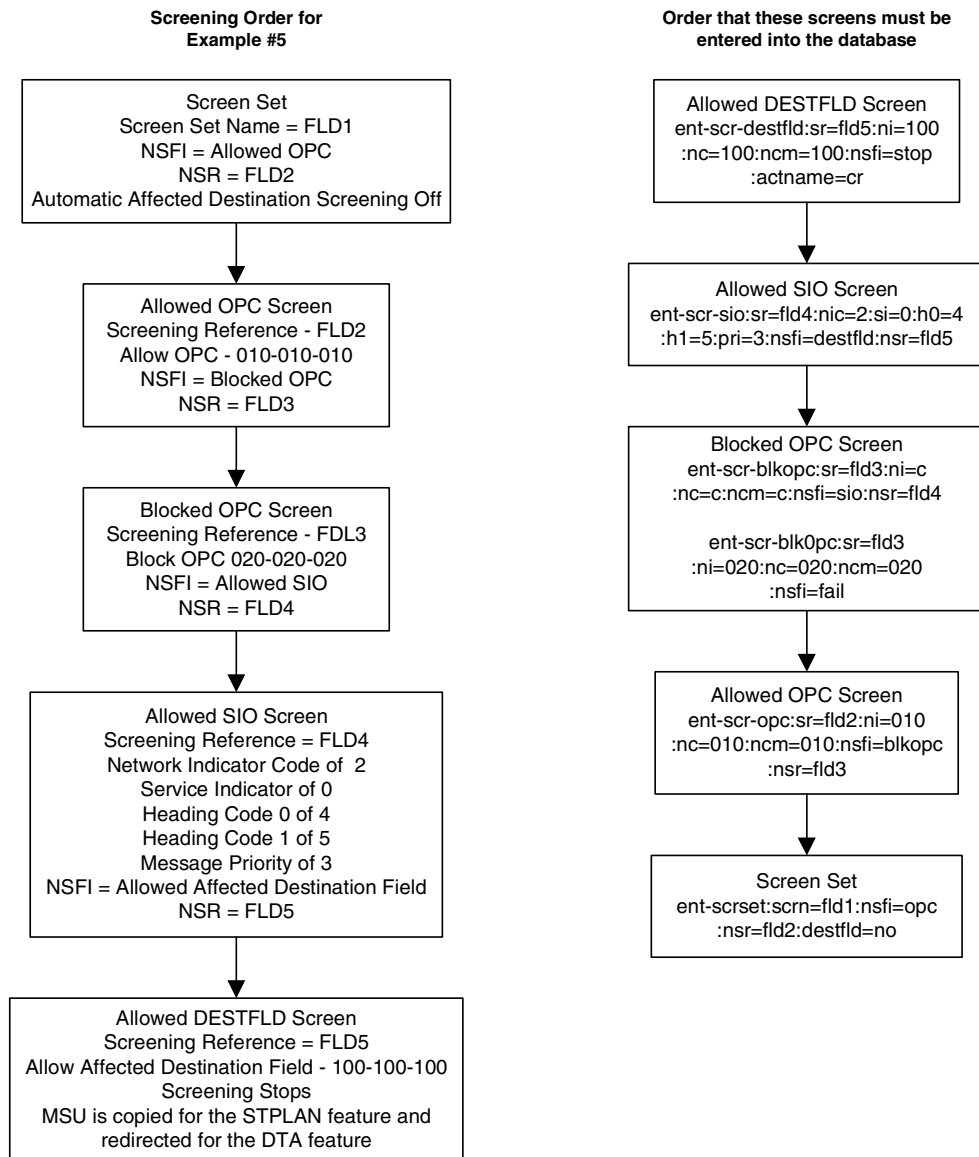 Screening Order for
Example #5
Screen Set
Screen Set Name = FLD1
NSFI = Allowed OPC
NSR = FLD2
Automatic Affected Destination Screening Off
Allowed OPC Screen
Screening Reference - FLD2
Allow OPC - 010-010-010
NSFI = Blocked OPC
NSR = FLD3
Blocked OPC Screen
Screening Reference - FDL3
Block OPC 020-020-020
NSFI = Allowed SIO
NSR = FLD4
Allowed SIO Screen
Screening Reference = FLD4
Network Indicator Code of 2
Service Indicator of 0
Heading Code 0 of 4
Heading Code 1 of 5
Message Priority of 3
NSFI = Allowed Affected Destination Field
NSR = FLD5
Allowed DESTFLD Screen
Screening Reference = FLD5
Allow Affected Destination Field - 100-100-100
Screening Stops
MSU is copied for the STPLAN feature and
redirected for the DTA feature
Order that these screens must be
entered into the database
Allowed DESTFLD Screen
ent-scr-destfld:sr=fld5:ni=100
:nc=100:ncm=100:nsfi=stop
:actname=cr
Allowed SIO Screen
ent-scr-sio:sr=fld4:nic=2:si=0:h0=4
:h1=5:pri=3:nsfi=destfld:nsr=fld5
Blocked OPC Screen
ent-scr-blkopc:sr=fld3:ni=c
:nc=c:ncm=c:nsfi=sio:nsr=fld4
ent-scr-blk0pc:sr=fld3
:ni=020:nc=020:ncm=020
:nsfi=fail
Allowed OPC Screen
ent-scr-opc:sr=fld2:ni=010
:nc=010:ncm=010:nsfi=blkopc
:nsr=fld3
Screen Set
ent-scrset:scrn=fld1:nsfi=opc
:nsr=fld2:destfld=no